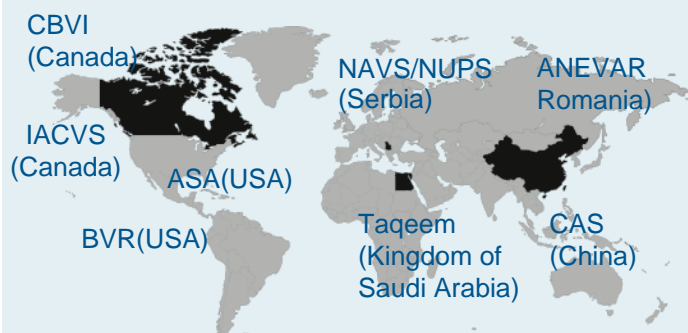 CBVI
(Canada)
NAVS/NUPS
(Serbia)
ANEVAR
Romania)
IACVS
(Canada)
ASA(USA)
BVR(USA)
Taqeem
(Kingdom of
Saudi Arabia)
CAS
(China)